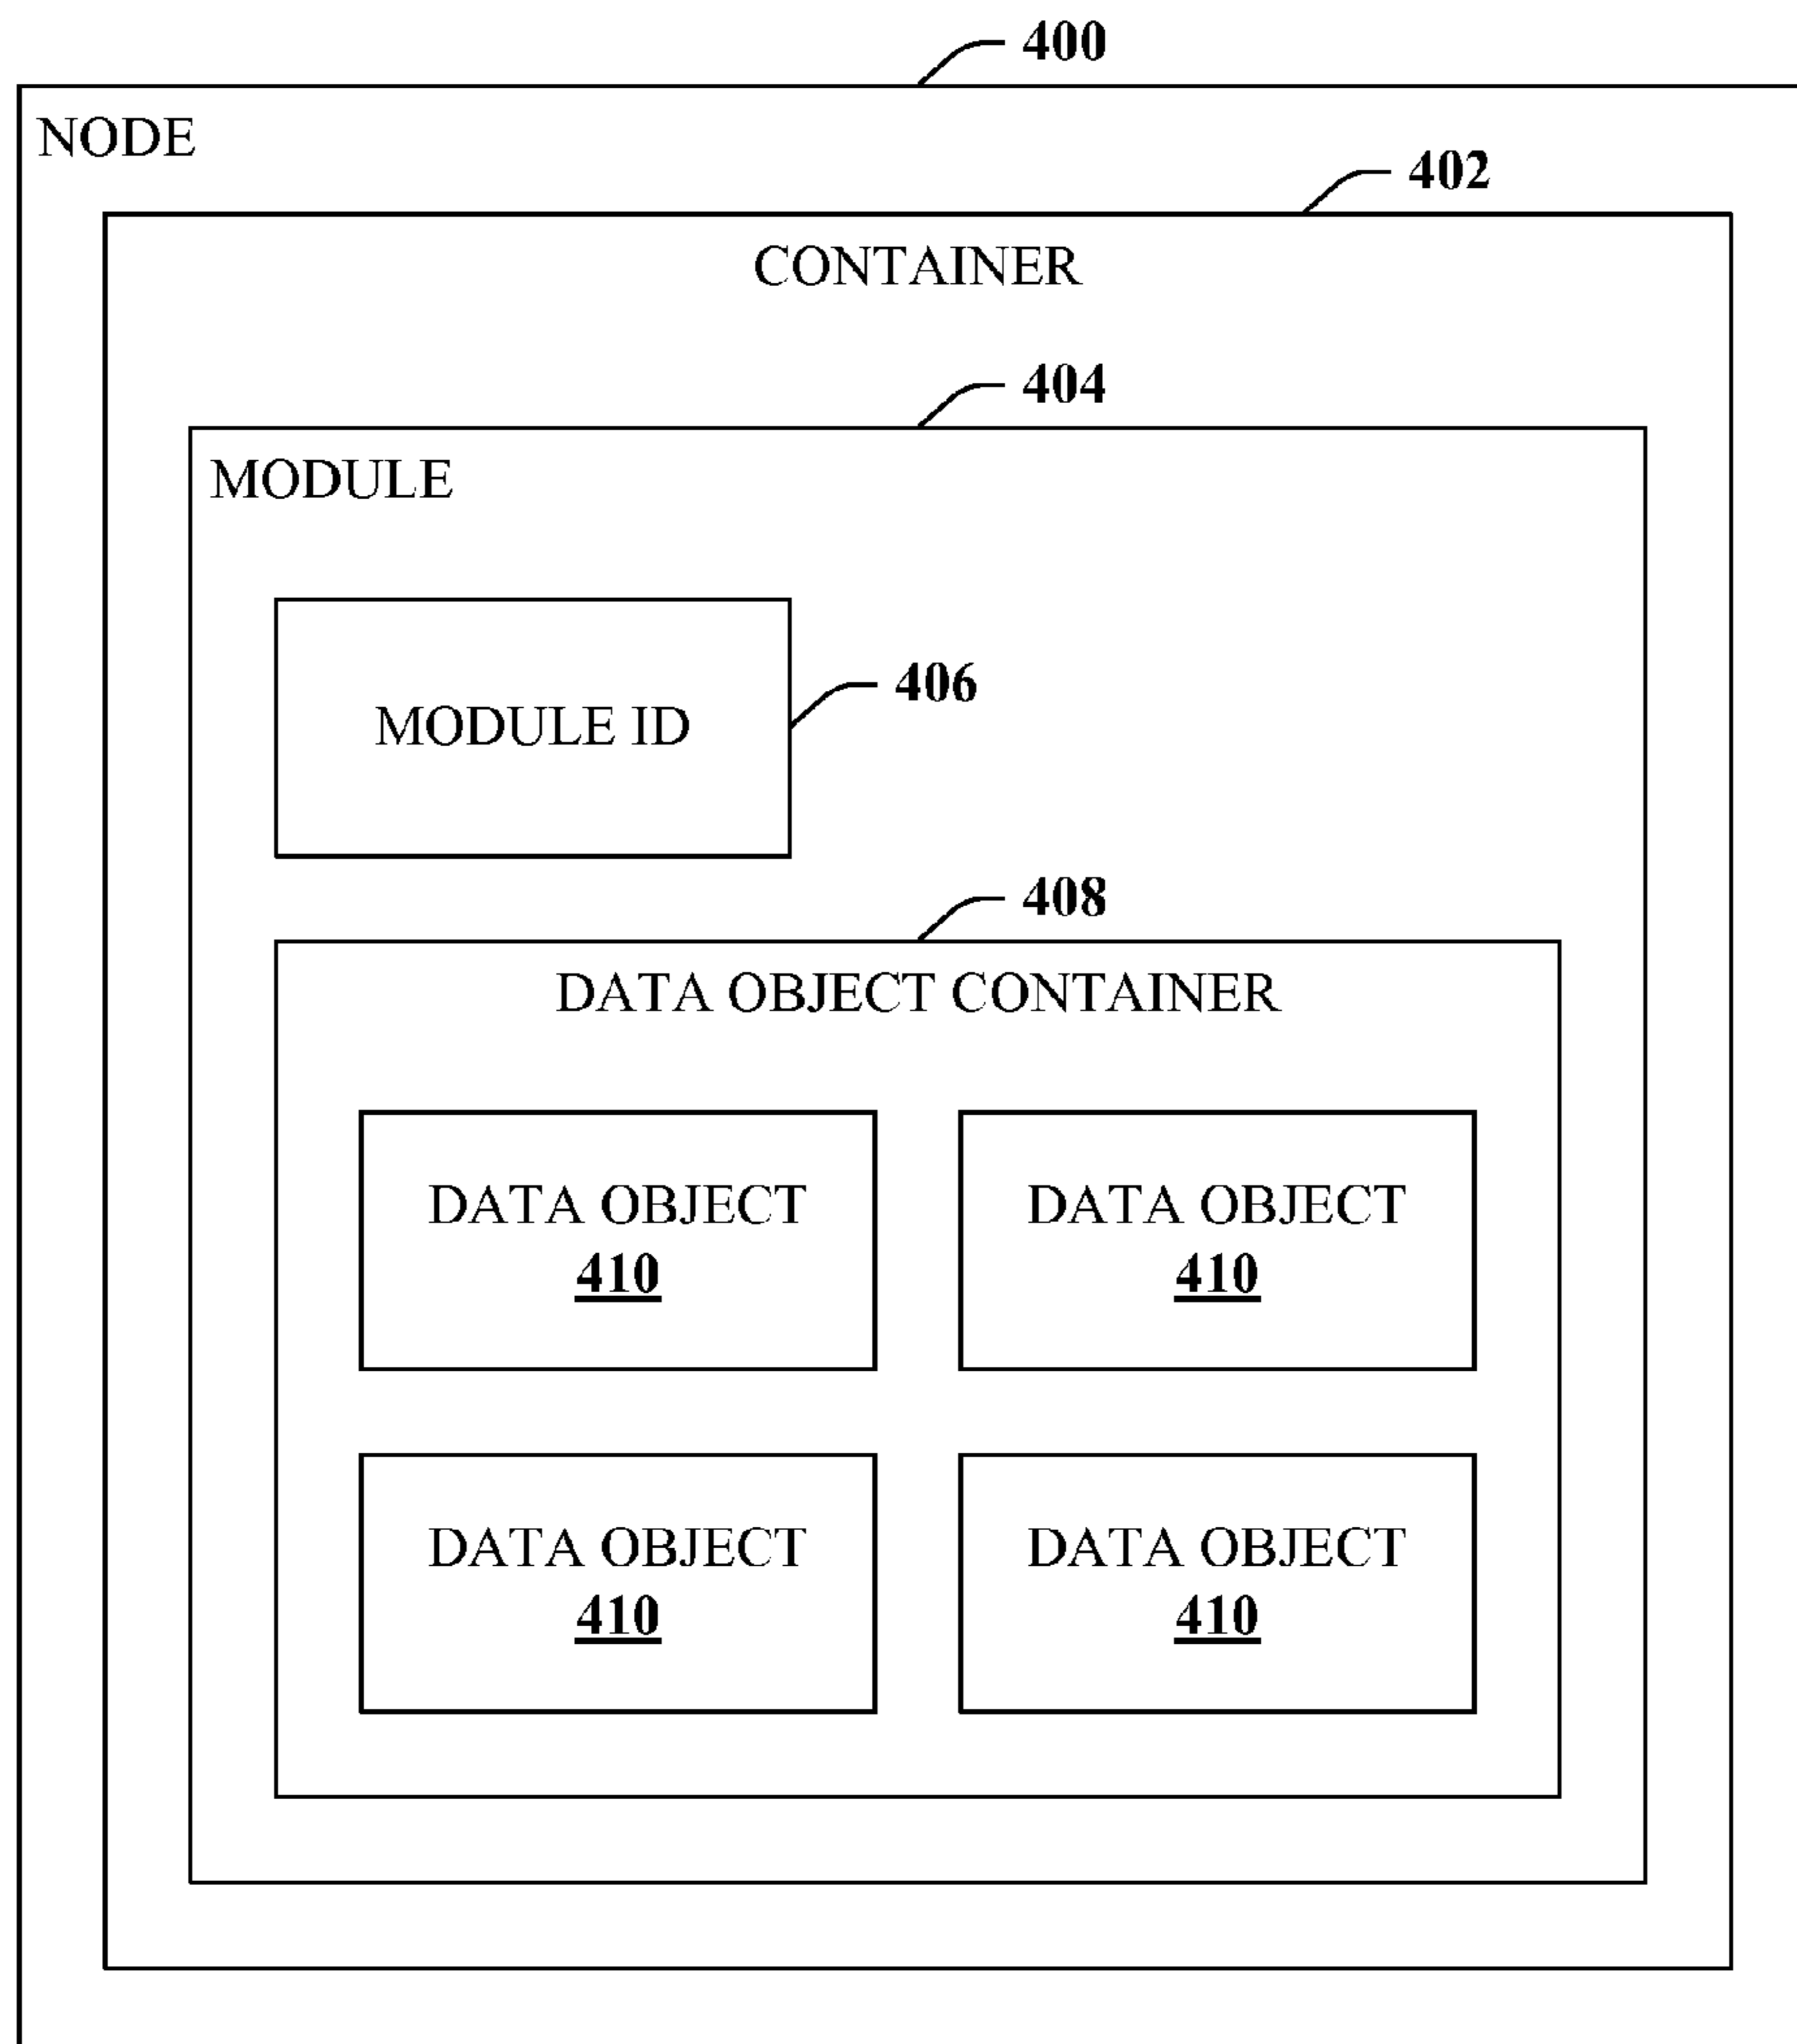 400
NODE
402
CONTAINER
404
MODULE
406
MODULE ID
408
DATA OBJECT CONTAINER
DATA OBJECT
410
DATA OBJECT
410
DATA OBJECT
410
DATA OBJECT
410